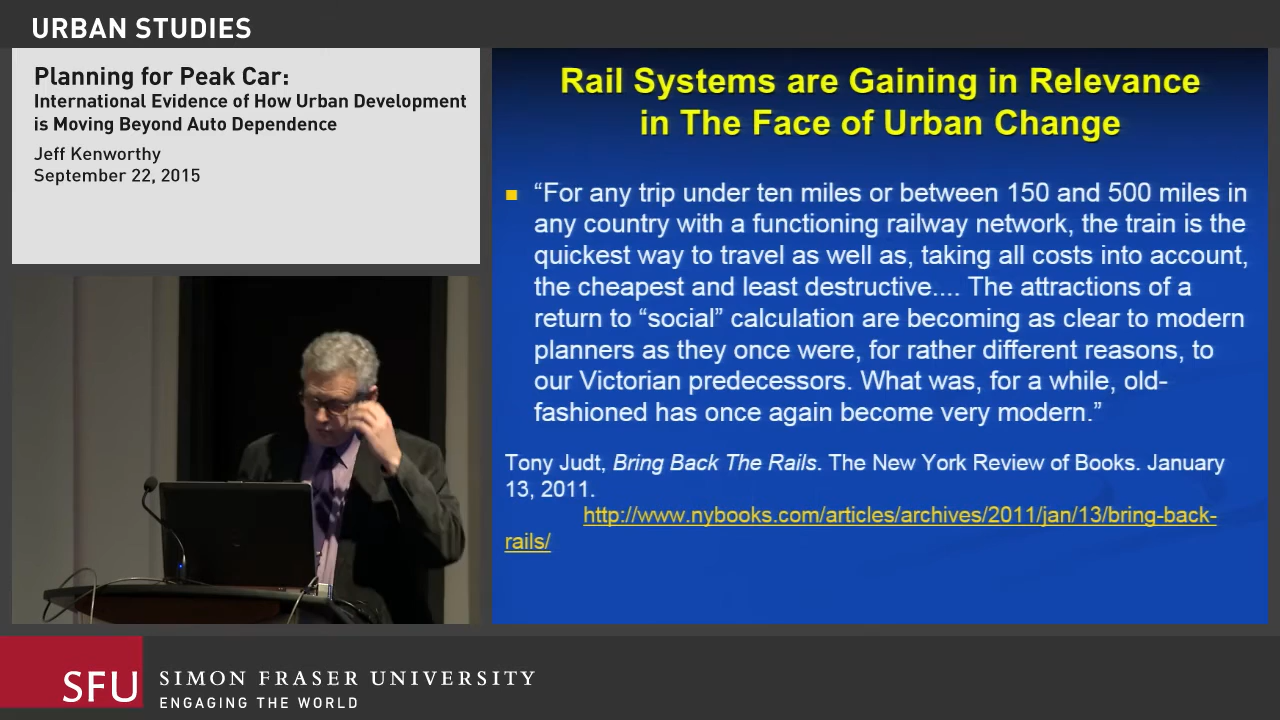 URBAN STUDIES
Planning for Peak Car:
International Evidence of How Urban Development
is Moving Beyond Auto Dependence
Jeff Kenworthy
September 22, 2015
Rail Systems are Gaining in Relevance
in The Face of Urban Change
“For any trip under ten miles or between 150 and 500 miles in
any country with a functioning railway network, the train is the
quickest way to travel as well as, taking all costs into account,
the cheapest and least destructive.... The attractions of a
return to “social” calculation are becoming as clear to modern
planners as they once were, for rather different reasons, to
our Victorian predecessors. What was, for a while, old-
fashioned has once again become very modern.”
Tony Judt, Bring Back The Rails. The New York Review of Books. January
13, 2011.
http://www.nybooks.com/articles/archives/2011/jan/13/bring-back-
rails/
SFU
SIMON FRASER UNIVERSITY
ENGAGING THE WORLD